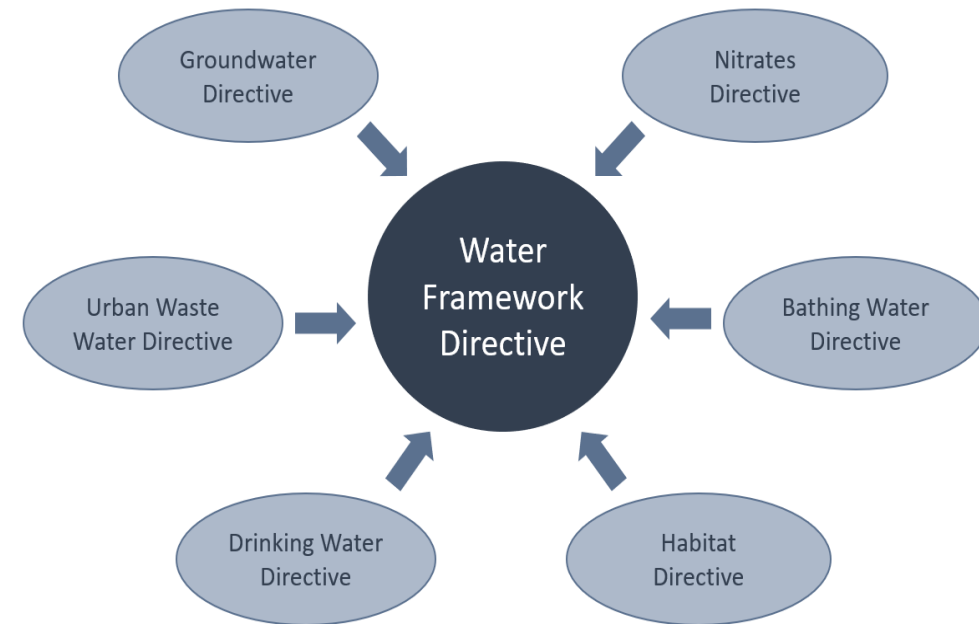 Groundwater
Directive
Nitrates
Directive
Water
Framework
Directive
Urban Waste
Water Directive
Bathing Water
Directive
Drinking Water
Directive
Habitat
Directive